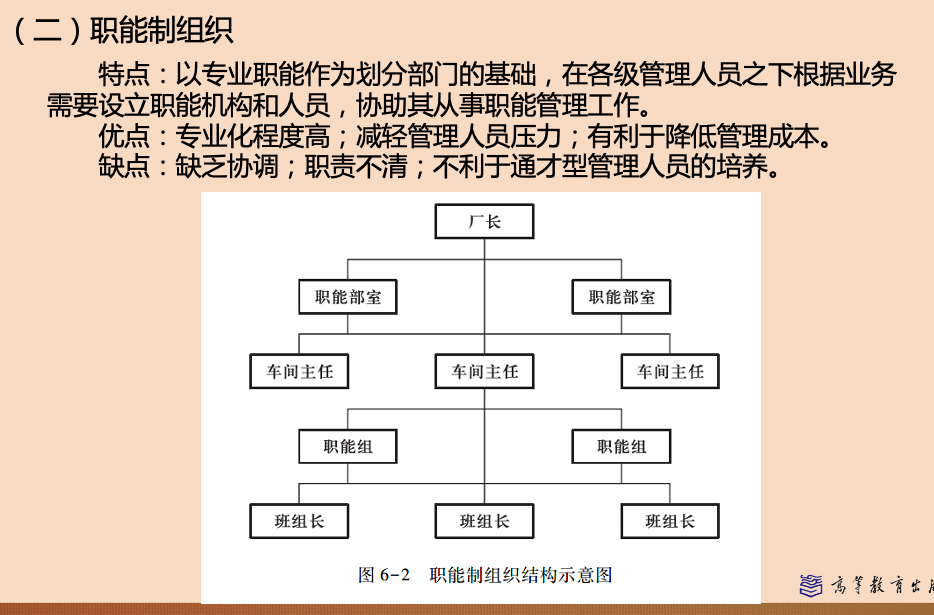 （二）职能制组织
特点：以专业职能作为划分部门的基础，在各级管理人员之下根据业务
需要设立职能机构和人员，协助其从事职能管理工作。
优点：专业化程度高；减轻管理人员压力；有利于降低管理成本。
缺点：缺乏协调；职责不清；不利于通才型管理人员的培养。
厂长
职能部室 职能部室
车间主任 车间主任 车间主任
职能组 职能组
班组长 班组长 班组长
图 6-2 职能制组织结构示意图
高等教育出